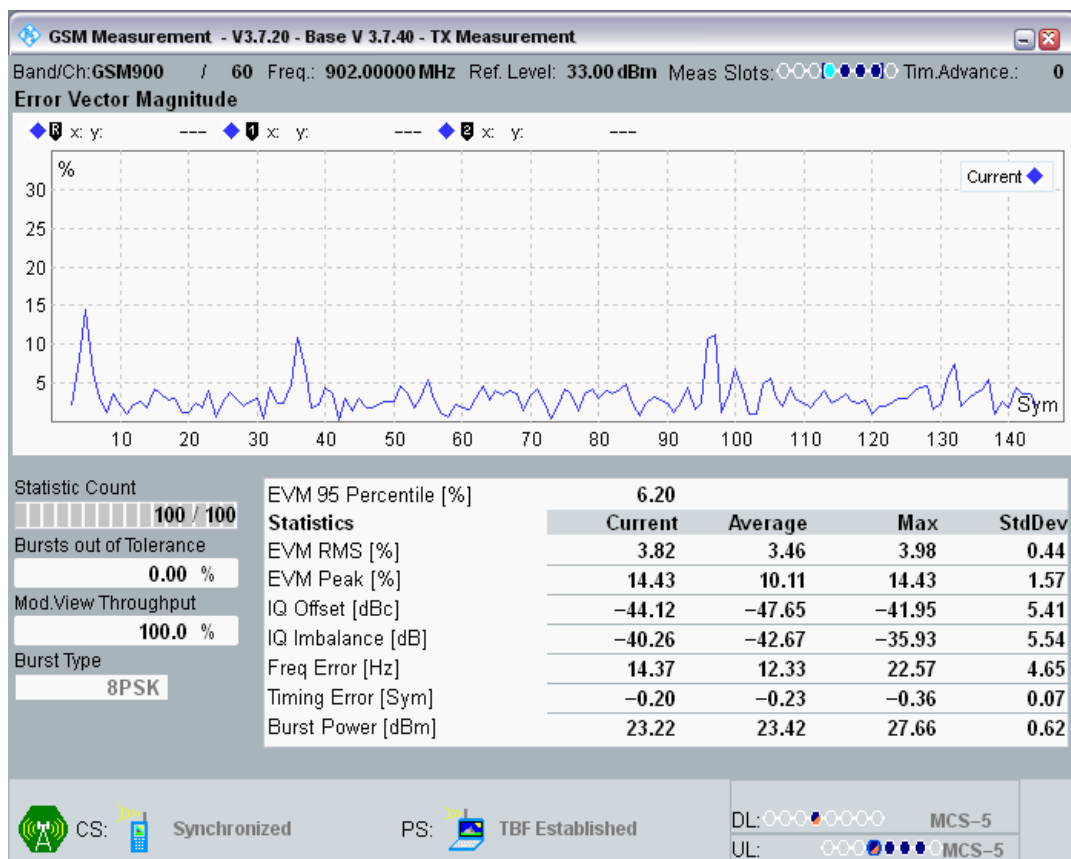 GSM Measurement - V3.7.20 - Base V 3.7.40 - TX Measurement
Band/Ch:GSM900 / 60 Freq.: 902.00000 MHz Ref. Level: 33.00 dBm Meas Slots: Tim.Advance.: 0
Error Vector Magnitude
R x: y: --- 1 x: y: --- 2 x: y: ---
%
Current
30
25
20
15
10
5
Sym
10 20 30 40 50 60 70 80 90 100 110 120 130 140
Statistic Count
100 / 100
Bursts out of Tolerance
0.00 %
Mod.View Throughput
100.0 %
Burst Type
8PSK
EVM 95 Percentile [%] 6.20
Statistics Current Average Max StdDev
EVM RMS [%] 3.82 3.46 3.98 0.44
EVM Peak [%] 14.43 10.11 14.43 1.57
IQ Offset [dBc] −44.12 −47.65 −41.95 5.41
IQ Imbalance [dB] −40.26 −42.67 −35.93 5.54
Freq Error [Hz] 14.37 12.33 22.57 4.65
Timing Error [Sym] −0.20 −0.23 −0.36 0.07
Burst Power [dBm] 23.22 23.42 27.66 0.62
CS: Synchronized PS: TBF Established
DL: MCS−5
UL: MCS−5